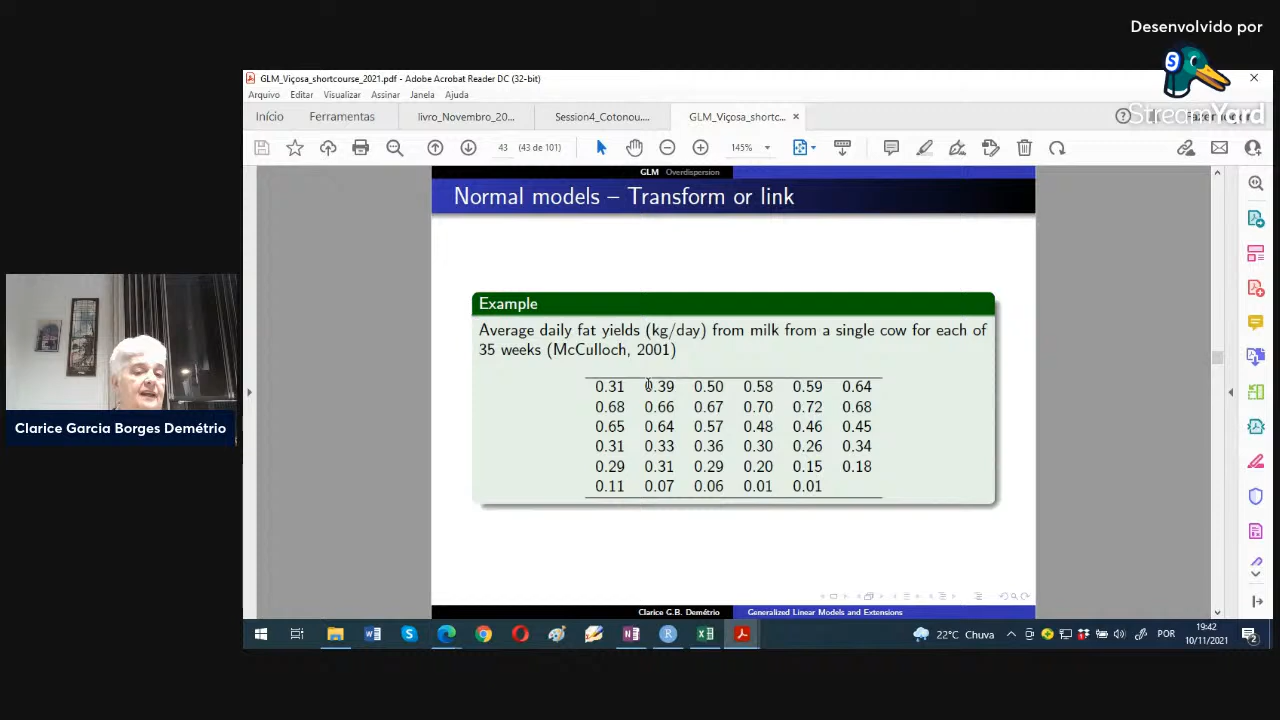 Desenvolvido por
StreamYard
GLM_Viçosa_shortcourse_2021.pdf - Adobe Acrobat Reader DC (32-bit)
Arquivo Editar Visualizar Assinar Janela Ajuda
Início Ferramentas livro_Novembro_20... Session4_Cotonou.... GLM_Viçosa_shortc...
43 (43 de 101) 145%
GLM Overdispersion
Normal models – Transform or link
Example
Average daily fat yields (kg/day) from milk from a single cow for each of
35 weeks (McCulloch, 2001)
0.31 0.39 0.50 0.58 0.59 0.64
0.68 0.66 0.67 0.70 0.72 0.68
0.65 0.64 0.57 0.48 0.46 0.45
0.31 0.33 0.36 0.30 0.26 0.34
0.29 0.31 0.29 0.20 0.15 0.18
0.11 0.07 0.06 0.01 0.01
Clarice Garcia Borges Demétrio
Clarice G.B. Demétrio Generalized Linear Models and Extensions
22°C Chuva POR 19:42
10/11/2021 2